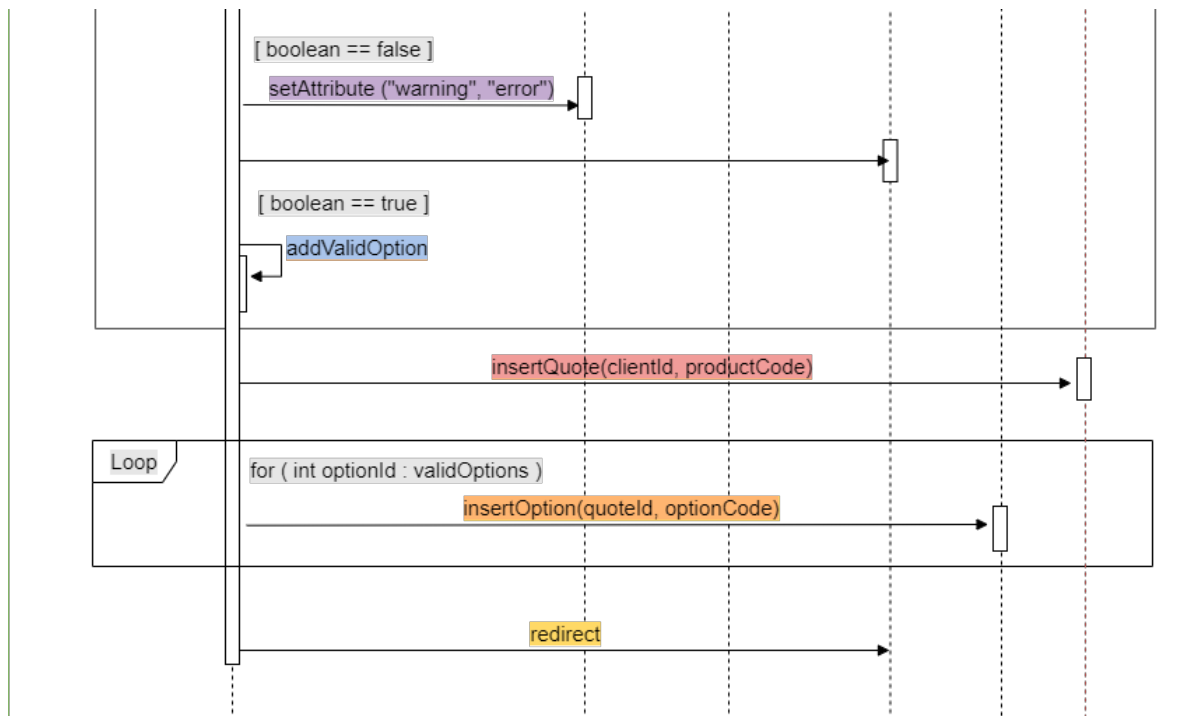 [ boolean == false ]
setAttribute ("warning", "error")
[ boolean == true ]
addValidOption
insertQuote(clientId, productCode)
Loop
for ( int optionId : validOptions )
insertOption(quoteId, optionCode)
redirect